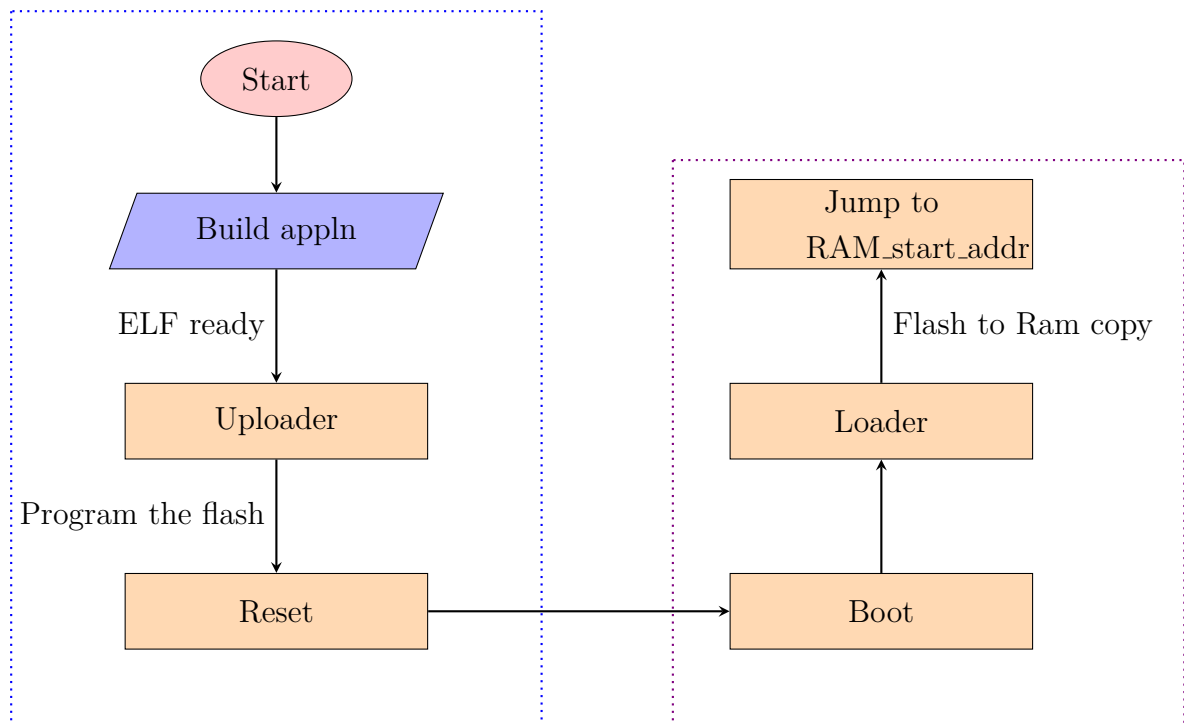 Start
Build appln
ELF ready
Uploader
Program the flash
Reset
Jump to
RAM_start_addr
Flash to Ram copy
Loader
Boot